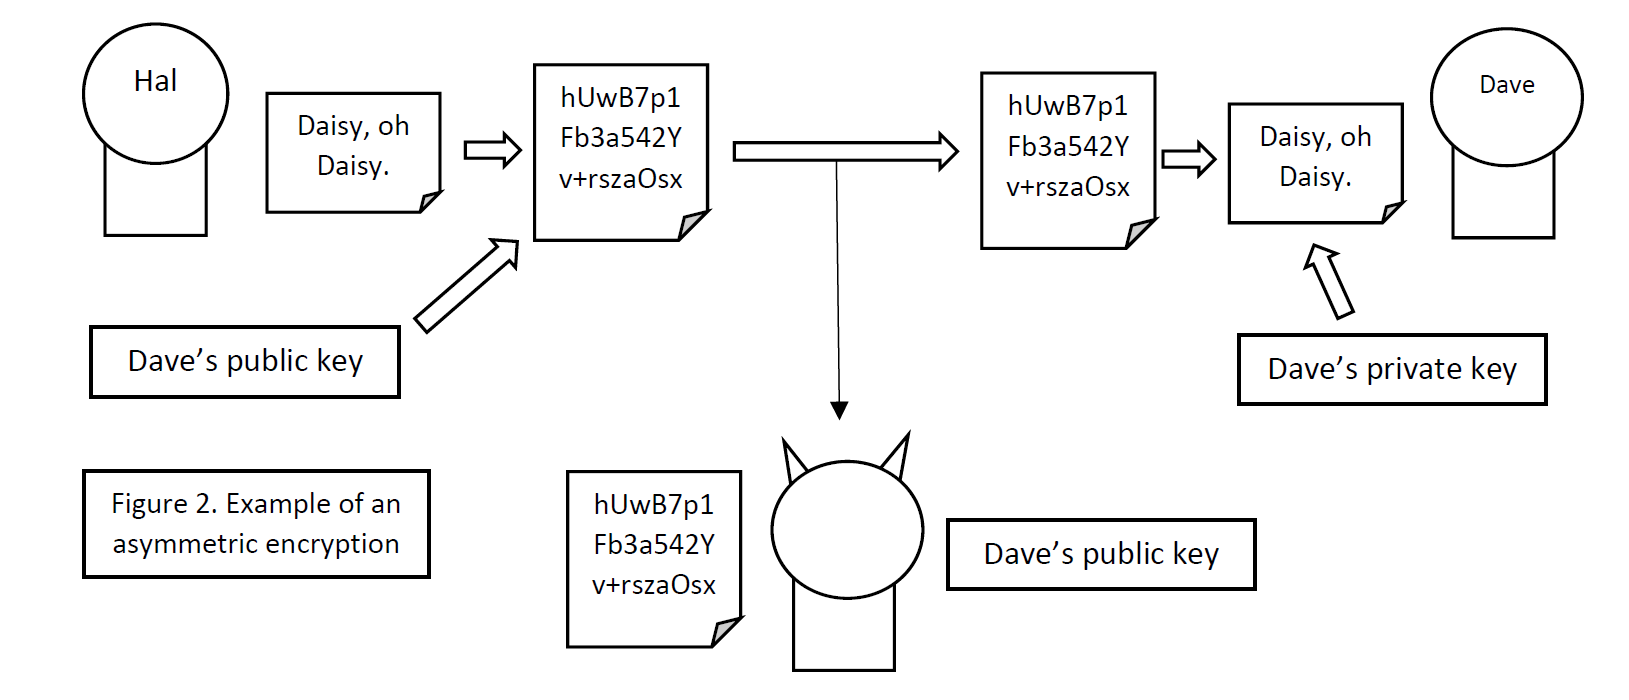 Hal
Daisy, oh
Daisy.
hUwB7p1
Fb3a542Y
v+rszaOsx
hUwB7p1
Fb3a542Y
v+rszaOsx
Daisy, oh
Daisy.
Dave
Dave’s public key
Dave’s private key
Figure 2. Example of an
asymmetric encryption
hUwB7p1
Fb3a542Y
v+rszaOsx
Dave’s public key